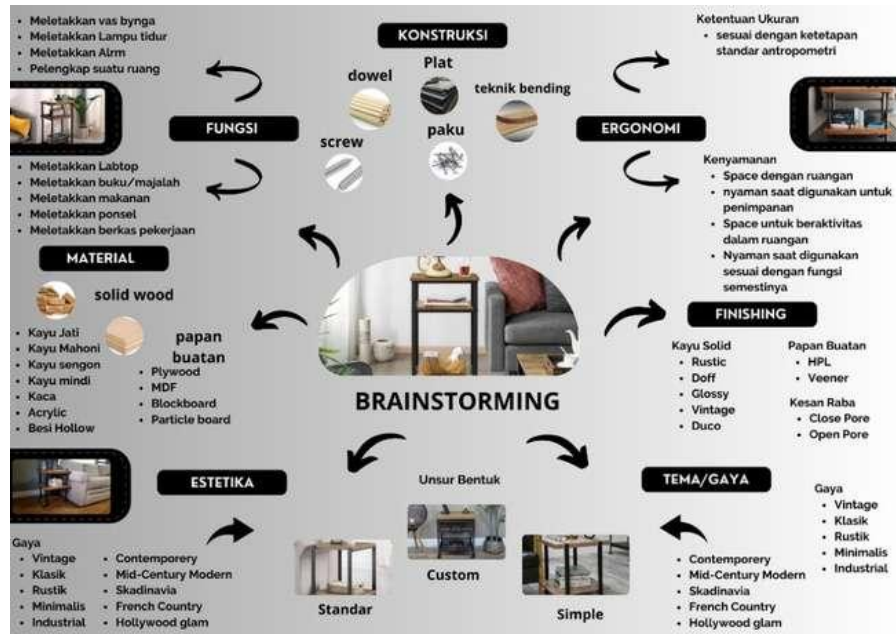 Meletakkan vas bynga
Meletakkan Lampu tidur
Meletakkan Alrm
Pelengkap suatu ruang
FUNGSI
Meletakkan Labtop
Meletakkan buku/majalah
Meletakkan makanan
Meletakkan ponsel
Meletakkan berkas pekerjaan
KONSTRUKSI
Plat
dowel
teknik bending
screw
paku
Ketentuan Ukuran
sesuai dengan ketetapan
standar antropometri
ERGONOMI
Kenyamanan
Space dengan ruangan
nyaman saat digunakan untuk
penimpanan
Space untuk beraktivitas
dalam ruangan
Nyaman saat digunakan
sesuai dengan fungsi
semestinya
MATERIAL
solid wood
Kayu Jati
Kayu Mahoni
Kayu sengon
Kayu mindi
Kaca
Acrylic
Besi Hollow
papan
buatan
Plywood
MDF
Blockboard
Particle board
BRAINSTORMING
FINISHING
Kayu Solid
Rustic
Doff
Glossy
Vintage
Duco
Papan Buatan
HPL
Veener
Kesan Raba
Close Pore
Open Pore
ESTETIKA
Gaya
Vintage
Klasik
Rustik
Minimalis
Industrial
Contemporery
Mid-Century Modern
Skadinavia
French Country
Hollywood glam
Unsur Bentuk
Standar
Custom
Simple
TEMA/GAYA
Contemporery
Mid-Century Modern
Skadinavia
French Country
Hollywood glam
Gaya
Vintage
Klasik
Rustik
Minimalis
Industrial